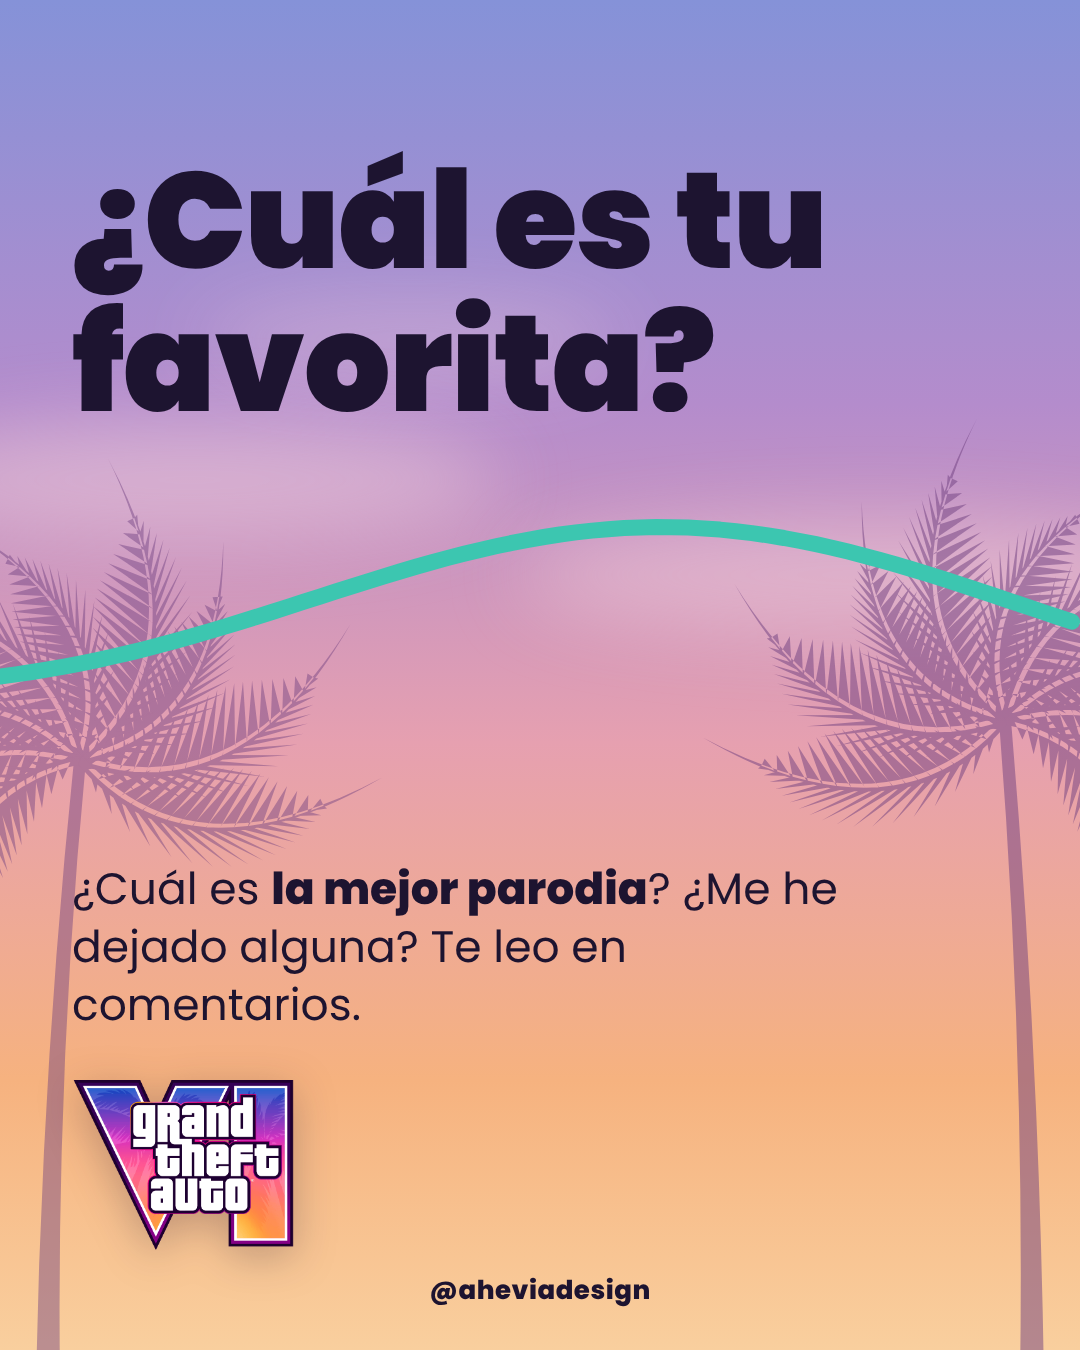 ¿Cuál es tu
favorita?
¿Cuál es la mejor parodia? ¿Me he
dejado alguna? Te leo en
comentarios.
VI
grand
theft
auto
@aheviadesign